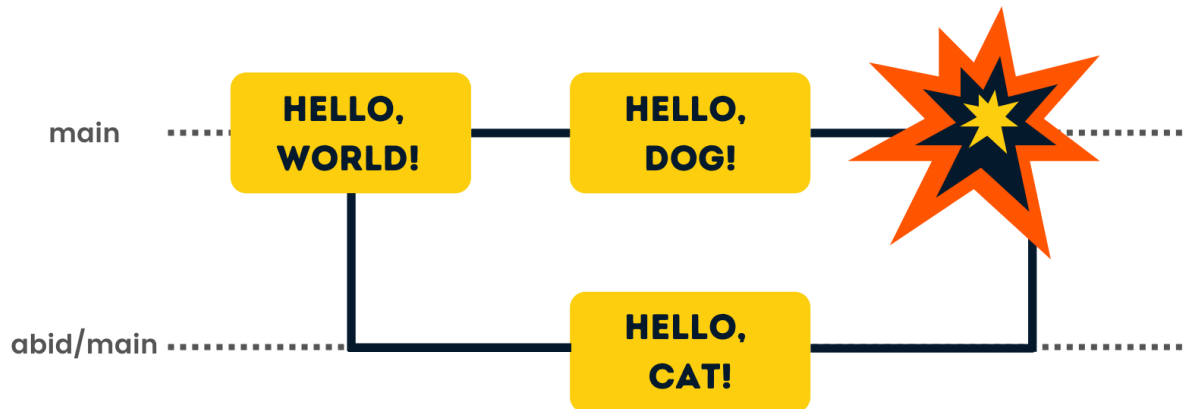 main
HELLO,
WORLD!
HELLO,
DOG!
abid/main
HELLO,
CAT!